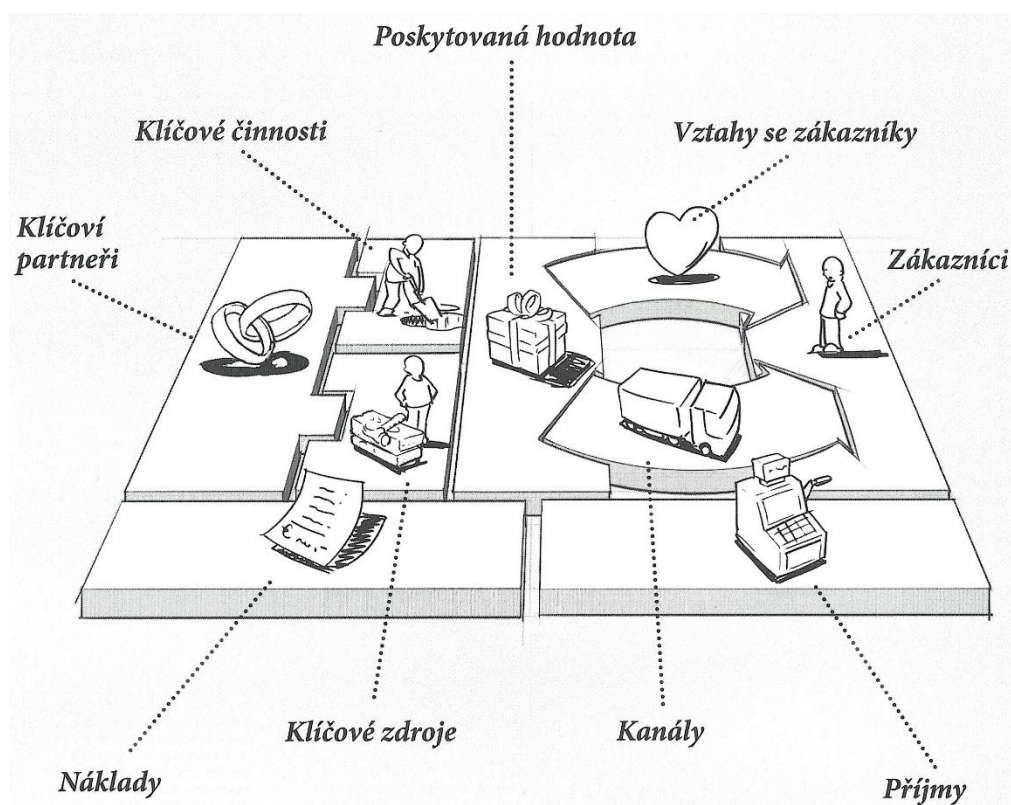 Poskytovaná hodnota
Klíčové činnosti
Vztahy se zákazníky
Klíčoví
partneři
Zákazníci
Klíčové zdroje
Kanály
Náklady
Příjmy